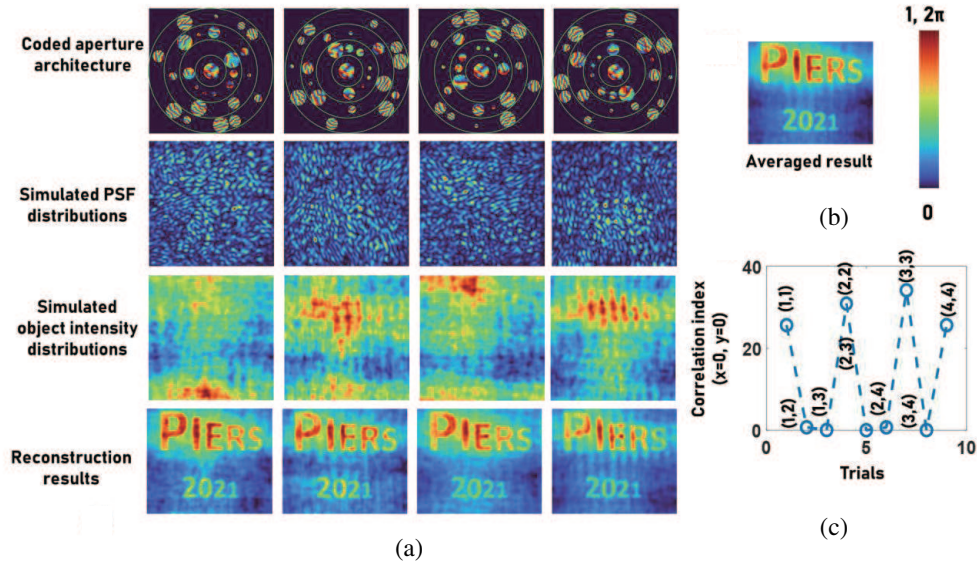 Coded aperture
architecture
Simulated PSF
distributions
Simulated
object intensity
distributions
PIERS
2021
PIERS
2021
PIERS
2021
PIERS
2021
Reconstruction
results
(a)
PIERS
2021
Averaged result
(b)
1, 2π
0
Correlation index
(x=0, y=0)
40
20
0
0
5
10
Trials
(1,1)
(1,2)
(1,3)
(2,2)
(2,3)
(2,4)
(3,3)
(3,4)
(4,4)
(c)